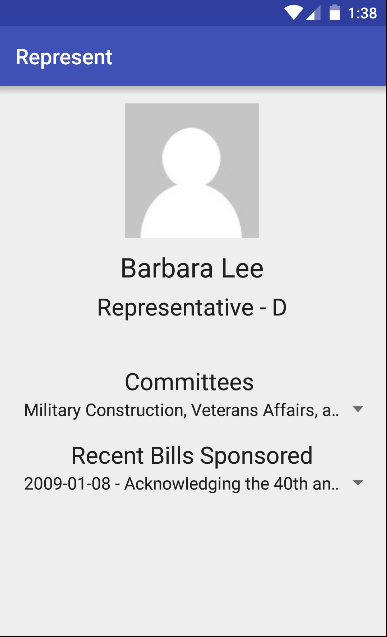 1:38
Represent
Barbara Lee
Representative - D
Committees
Military Construction, Veterans Affairs, a..
Recent Bills Sponsored
2009-01-08 - Acknowledging the 40th an..